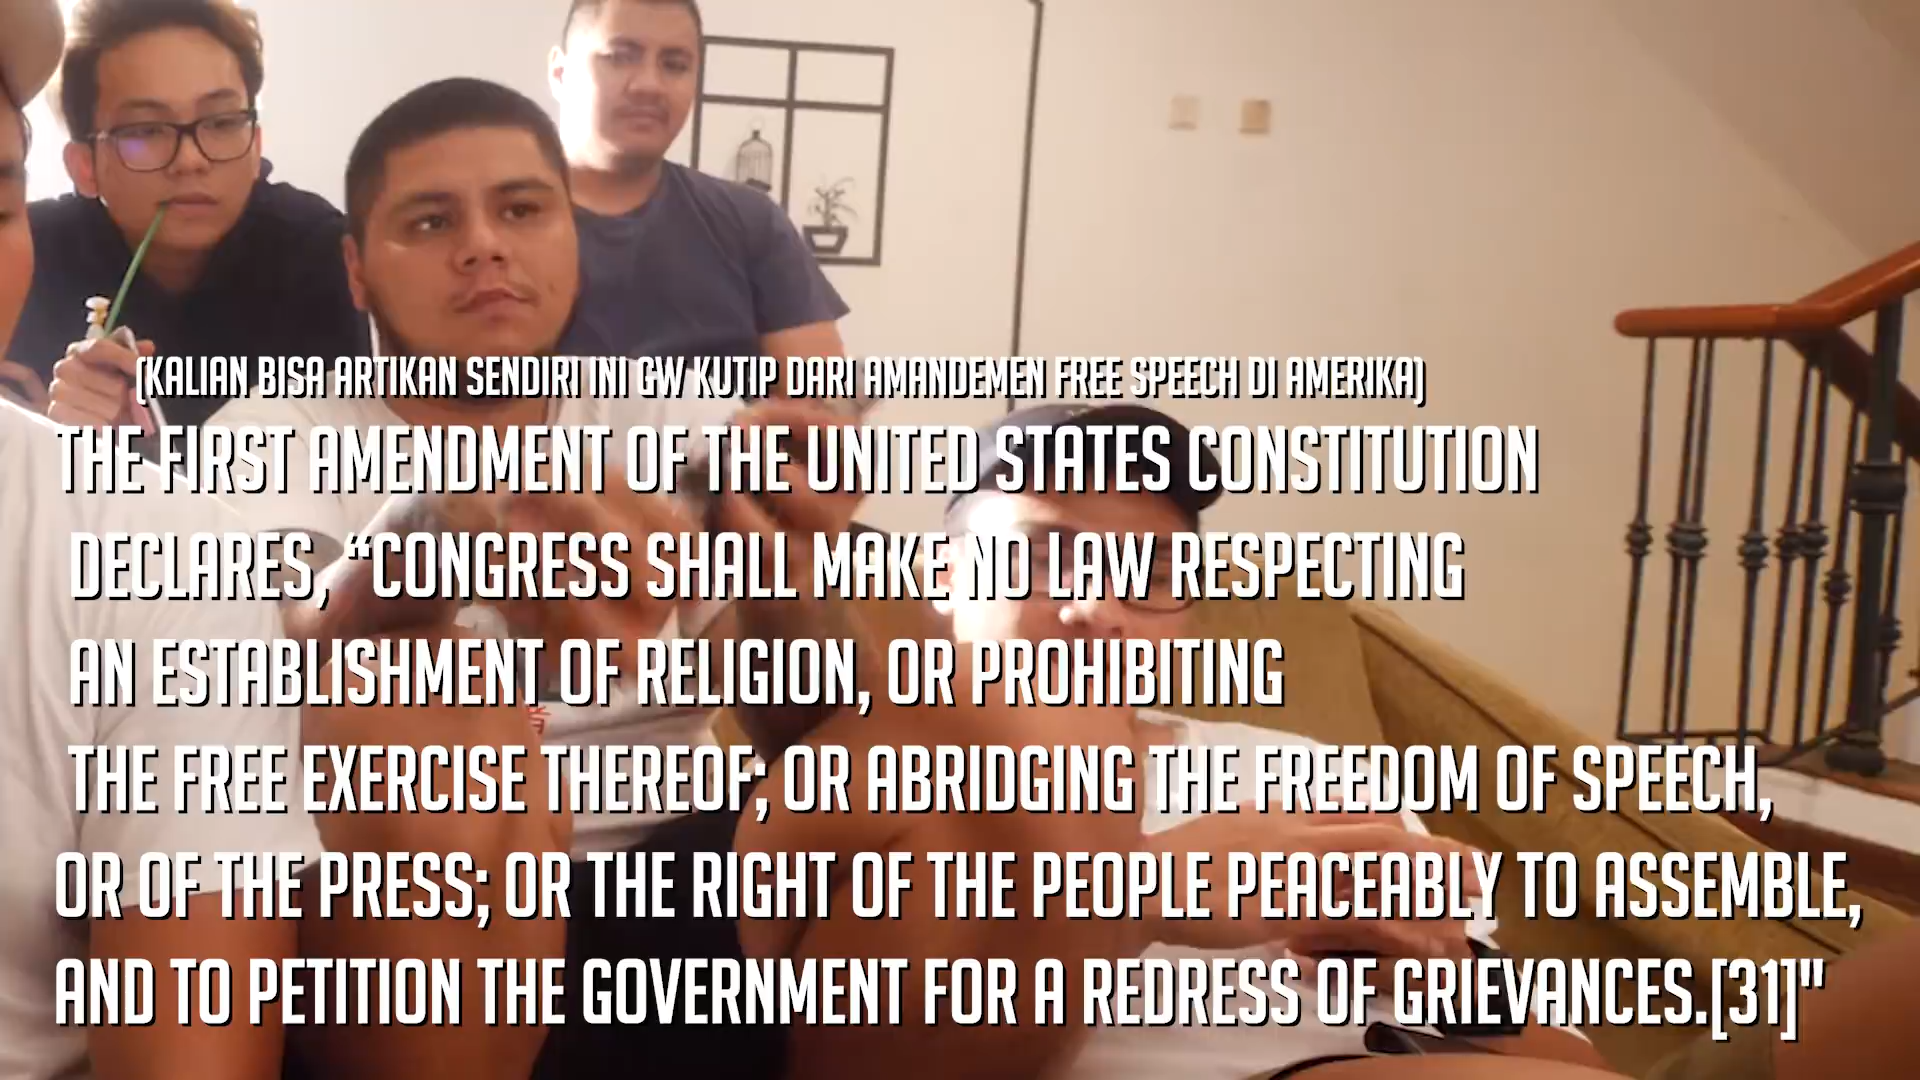 (KALIAN BISA ARTIKAN SENDIRI INI GW KUTIP DARI AMANDEMEN FREE SPEECH DI AMERIKA)
THE FIRST AMENDMENT OF THE UNITED STATES CONSTITUTION
DECLARES, “CONGRESS SHALL MAKE NO LAW RESPECTING
AN ESTABLISHMENT OF RELIGION, OR PROHIBITING
THE FREE EXERCISE THEREOF; OR ABRIDGING THE FREEDOM OF SPEECH,
OR OF THE PRESS; OR THE RIGHT OF THE PEOPLE PEACEABLY TO ASSEMBLE,
AND TO PETITION THE GOVERNMENT FOR A REDRESS OF GRIEVANCES.[31]"